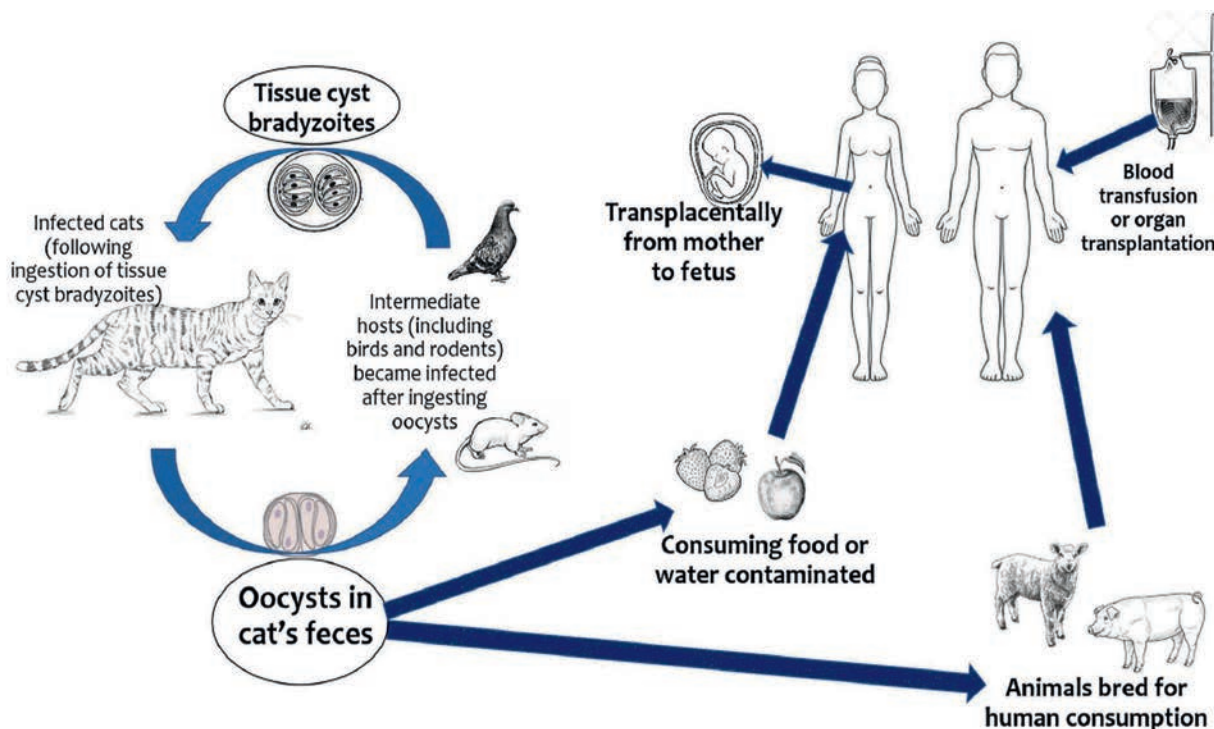 Tissue cyst
bradyzoites
Infected cats
(following
ingestion of tissue
cyst bradyzoites)
Intermediate
hosts (including
birds and rodents)
became infected
after ingesting
oocysts
Oocysts in
cat's feces
Transplacentally
from mother
to fetus
Blood
transfusion
or organ
transplantation
Consuming food or
water contaminated
Animals bred for
human consumption